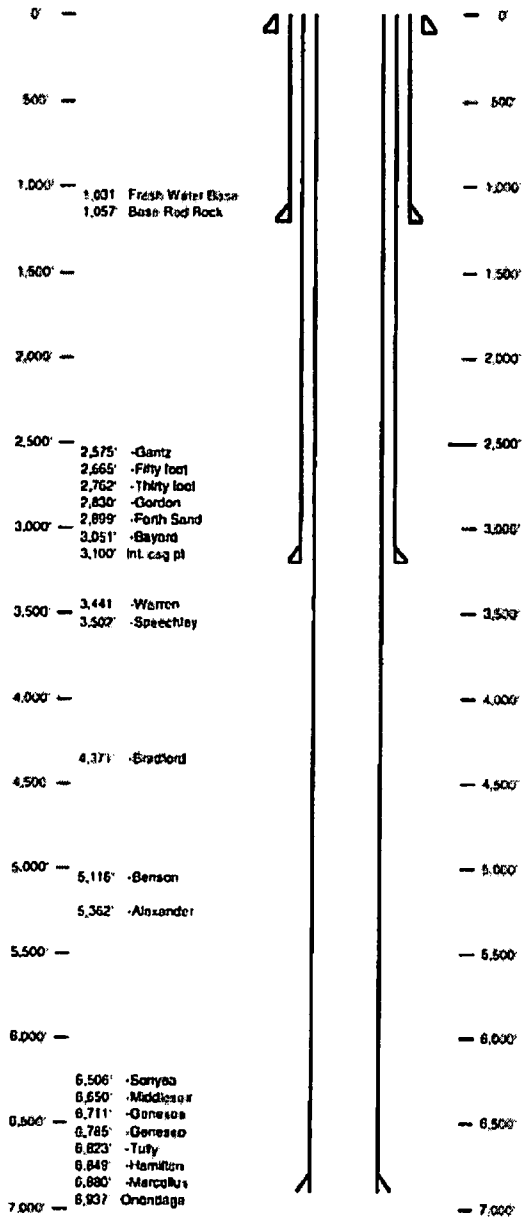 0' 0'
500' 500'
1,000' 1,000'
1,031 Fresh Water Base
1,057' Base Red Rock
1,500' 1,500'
2,000' 2,000'
2,500' 2,500'
2,575' -Gantz
2,665' -Fifty foot
2,762' -Thirty foot
2,830' -Gordon
2,899' -Forth Sand
3,000' 3,000'
3,051' -Bayard
3,100' Int. csg pt
3,441 -Warren
3,500' 3,500'
3,502' -Speechley
4,000' 4,000'
4,371' -Bradford
4,500' 4,500'
5,000' 5,000'
5,116' -Benson
5,362' -Alexander
5,500' 5,500'
6,000' 6,000'
6,506' -Sonyea
6,650' -Middlesex
6,711' -Genesee
6,500' 6,500'
6,785' -Geneseo
6,823' -Tully
6,849' -Hamilton
6,880' -Marcellus
6,937 Onondaga
7,000' 7,000'